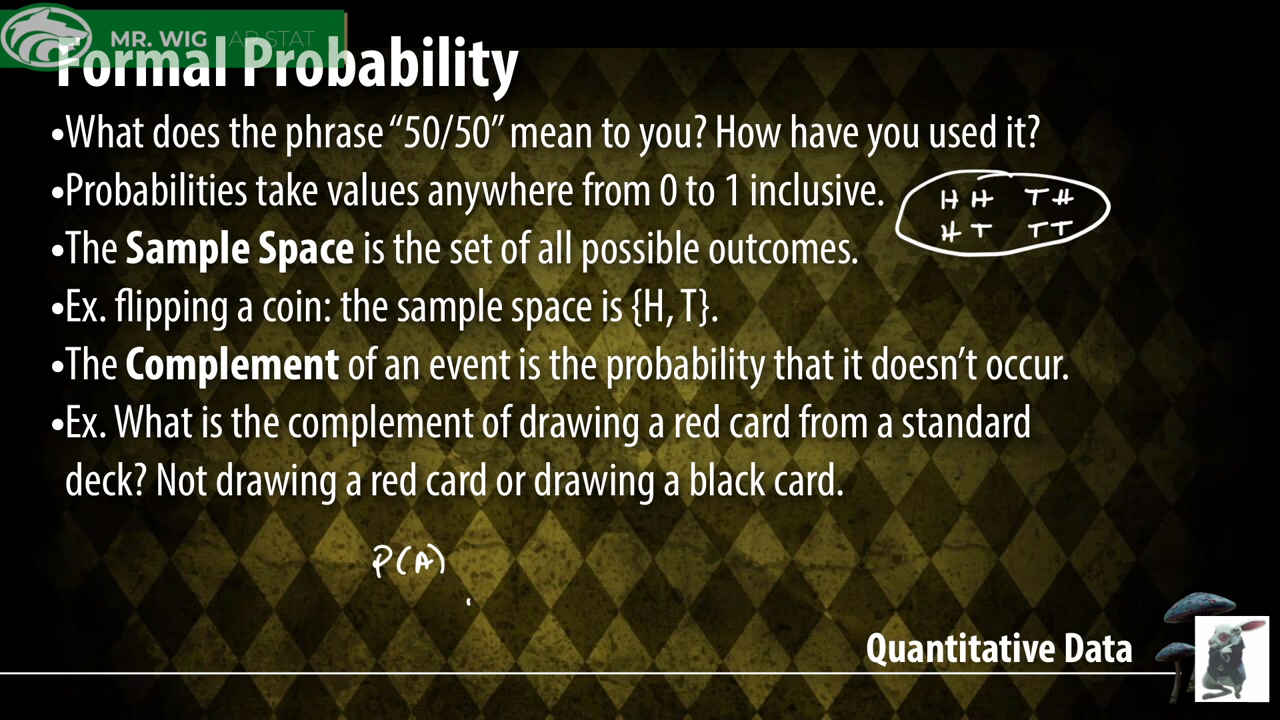 MR. WIG AP STAT
Formal Probability
•What does the phrase “50/50” mean to you? How have you used it?
•Probabilities take values anywhere from 0 to 1 inclusive.
H H T H
H T T T
•The Sample Space is the set of all possible outcomes.
•Ex. flipping a coin: the sample space is {H, T}.
•The Complement of an event is the probability that it doesn’t occur.
•Ex. What is the complement of drawing a red card from a standard
deck? Not drawing a red card or drawing a black card.
P(A)
Quantitative Data